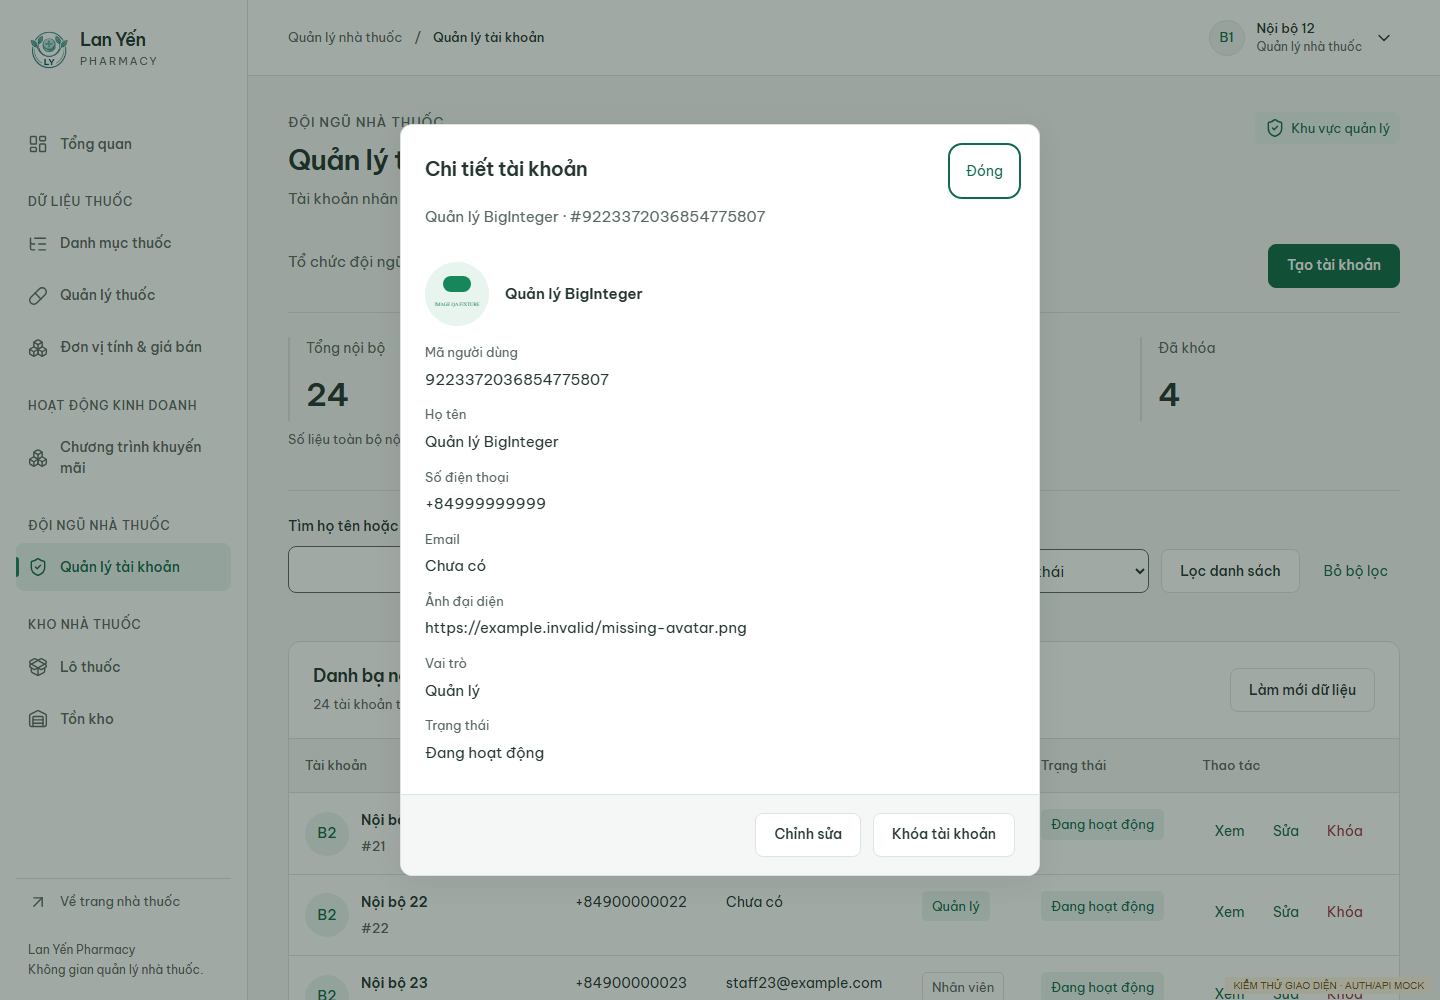 Lan Yến
PHARMACY
LY
Tổng quan
DỮ LIỆU THUỐC
Danh mục thuốc
Quản lý thuốc
Đơn vị tính & giá bán
HOẠT ĐỘNG KINH DOANH
Chương trình khuyến
mãi
ĐỘI NGŨ NHÀ THUỐC
Quản lý tài khoản
KHO NHÀ THUỐC
Lô thuốc
Tồn kho
Về trang nhà thuốc
Lan Yến Pharmacy
Không gian quản lý nhà thuốc.
Quản lý nhà thuốc / Quản lý tài khoản
B1
Nội bộ 12
Quản lý nhà thuốc
ĐỘI NGŨ NHÀ THUỐC
Khu vực quản lý
Quản lý
Tài khoản nhân
Tổ chức đội ngũ
Tạo tài khoản
Tổng nội bộ
24
Đã khóa
4
Số liệu toàn bộ
Tìm họ tên hoặc
Lọc danh sách
Bỏ bộ lọc
Danh bạ
24 tài khoản
Làm mới dữ liệu
Tài khoản
Trạng thái
Thao tác
B2
Nội
#21
Đang hoạt động
Xem Sửa Khóa
B2
Nội bộ 22
#22
+84900000022
Chưa có
Quản lý
Đang hoạt động
Xem Sửa Khóa
B2
Nội bộ 23
+84900000023
staff23@example.com
Nhân viên
Đang hoạt động
Xem Sửa Khóa
KIỂM THỬ GIAO DIỆN · AUTH/API MOCK
Chi tiết tài khoản
Đóng
Quản lý BigInteger · #9223372036854775807
IMAGE QA FIXTURE
Quản lý BigInteger
Mã người dùng
9223372036854775807
Họ tên
Quản lý BigInteger
Số điện thoại
+84999999999
Email
Chưa có
Ảnh đại diện
https://example.invalid/missing-avatar.png
Vai trò
Quản lý
Trạng thái
Đang hoạt động
Chỉnh sửa
Khóa tài khoản